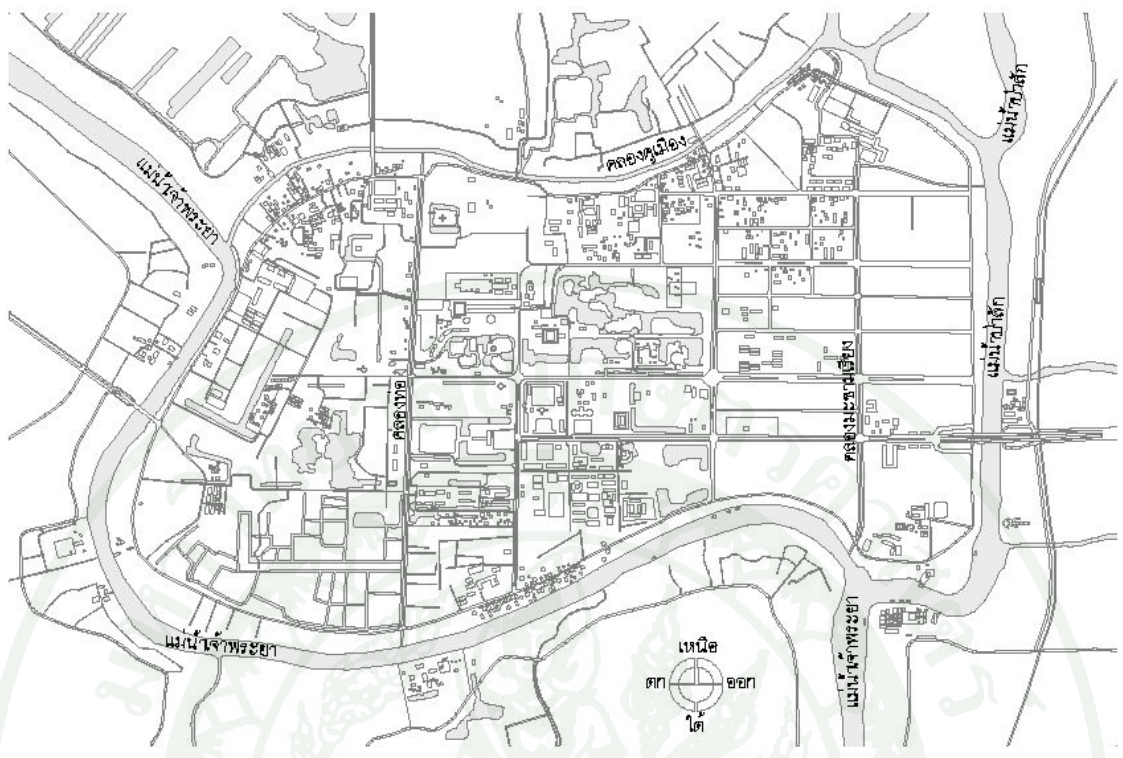 แม่น้ำป่าสัก
คลองคูเมือง
แม่น้ำเจ้าพระยา
แม่น้ำป่าสัก
คลองมะขามเรียง
คลองท่อ
แม่น้ำเจ้าพระยา
แม่น้ำเจ้าพระยา
เหนือ
ตก ออก
ใต้